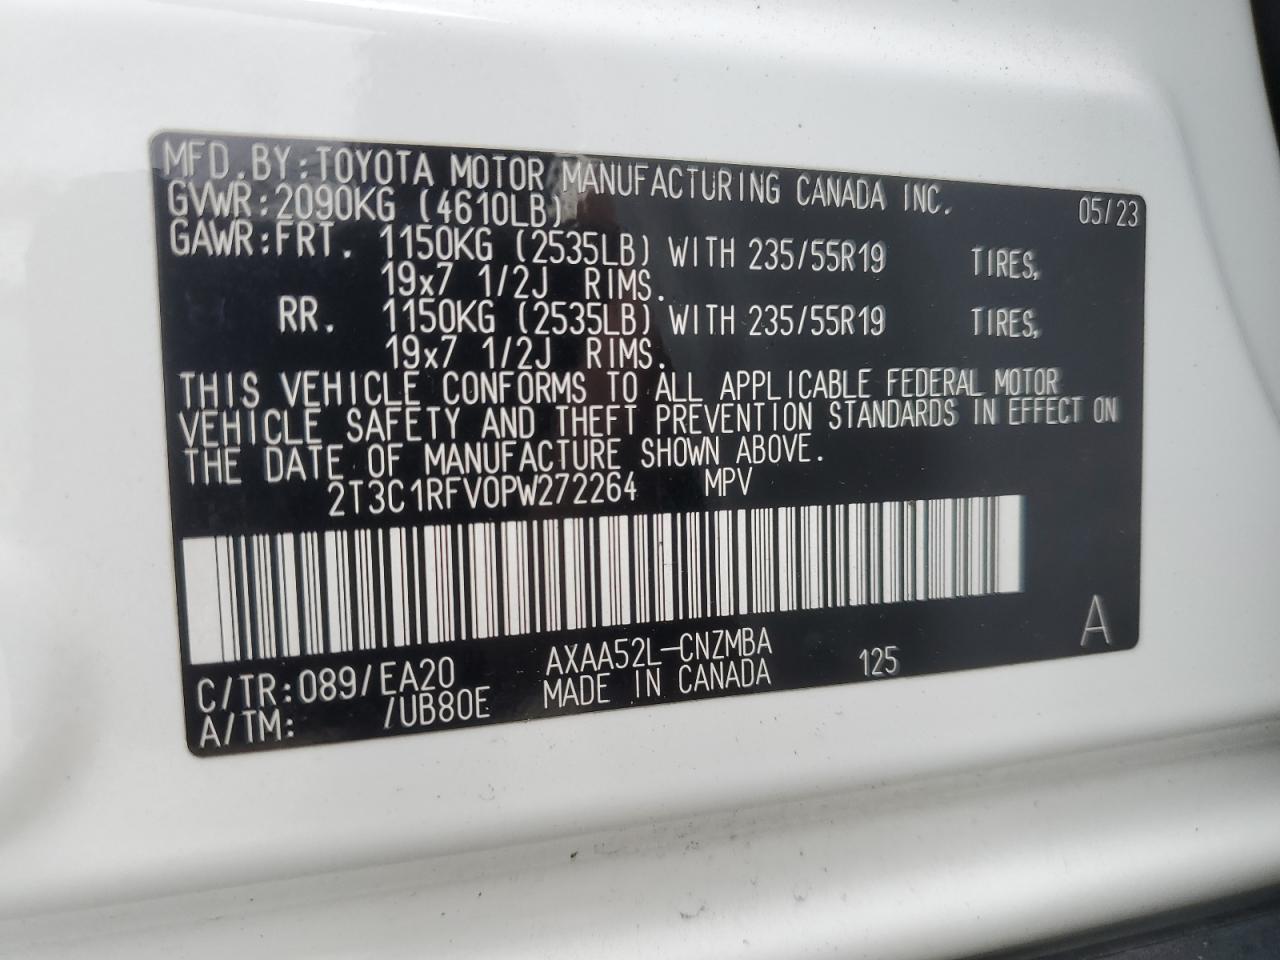 MFD.BY:TOYOTA MOTOR MANUFACTURING CANADA INC. 05/23
GVWR:2090KG (4610LB)
GAWR:FRT. 1150KG (2535LB) WITH 235/55R19 TIRES,
19x7 1/2J RIMS.
RR. 1150KG (2535LB) WITH 235/55R19 TIRES,
19x7 1/2J RIMS.
THIS VEHICLE CONFORMS TO ALL APPLICABLE FEDERAL MOTOR
VEHICLE SAFETY AND THEFT PREVENTION STANDARDS IN EFFECT ON
THE DATE OF MANUFACTURE SHOWN ABOVE.
2T3C1RFV0PW272264 MPV
A
C/TR:089/EA20 AXAA52L-CNZMBA 125
A/TM: /UB80E MADE IN CANADA